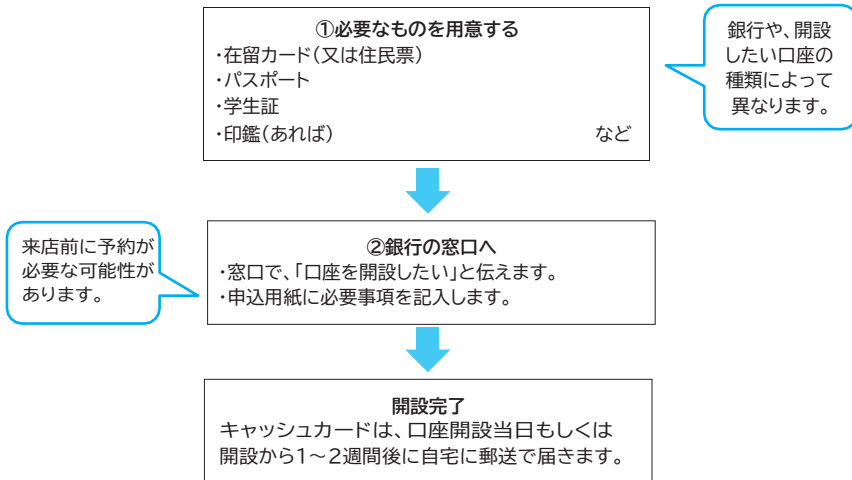 ①必要なものを用意する
・在留カード(又は住民票)
・パスポート
・学生証
・印鑑(あれば) など
銀行や、開設
したい口座の
種類によって
異なります。
来店前に予約が
必要な可能性が
あります。
②銀行の窓口へ
・窓口で、「口座を開設したい」と伝えます。
・申込用紙に必要事項を記入します。
開設完了
キャッシュカードは、口座開設当日もしくは
開設から1～2週間後に自宅に郵送で届きます。